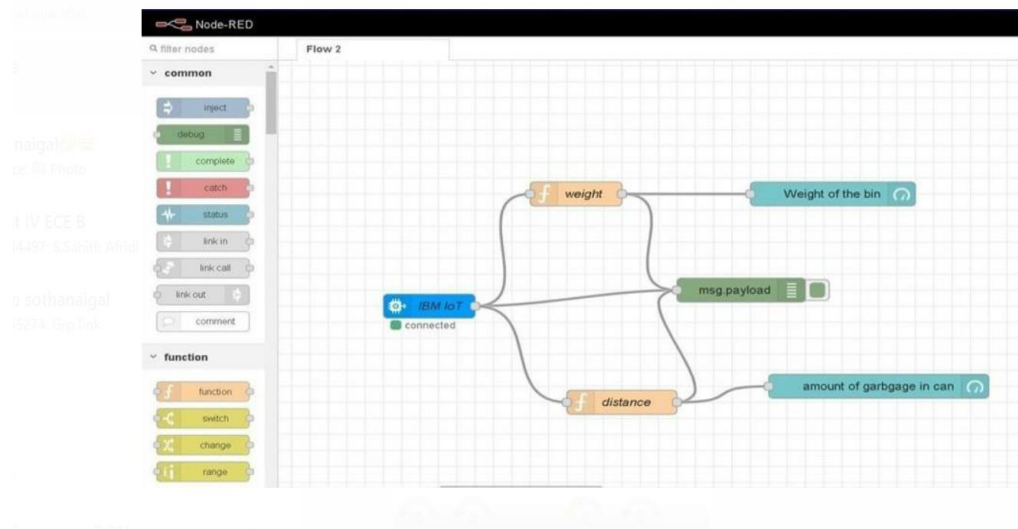 Node-RED
filter nodes
Flow 2
common
inject
debug
complete
catch
status
link in
link call
link out
comment
function
function
switch
change
range
weight
Weight of the bin
msg.payload
IBM IoT
connected
distance
amount of garbgage in can